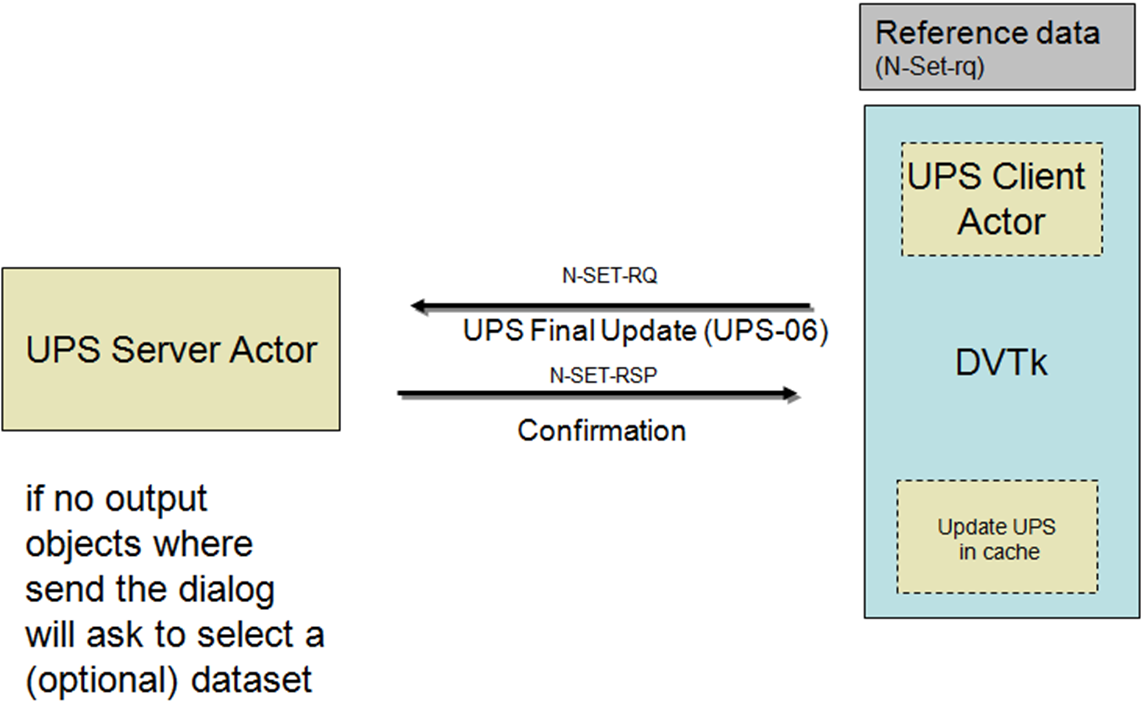 Reference data
(N-Set-rq)
UPS Client
Actor
N-SET-RQ
UPS Final Update (UPS-06)
UPS Server Actor
DVTk
N-SET-RSP
Confirmation
if no output
objects where
send the dialog
will ask to select a
(optional) dataset
Update UPS
in cache